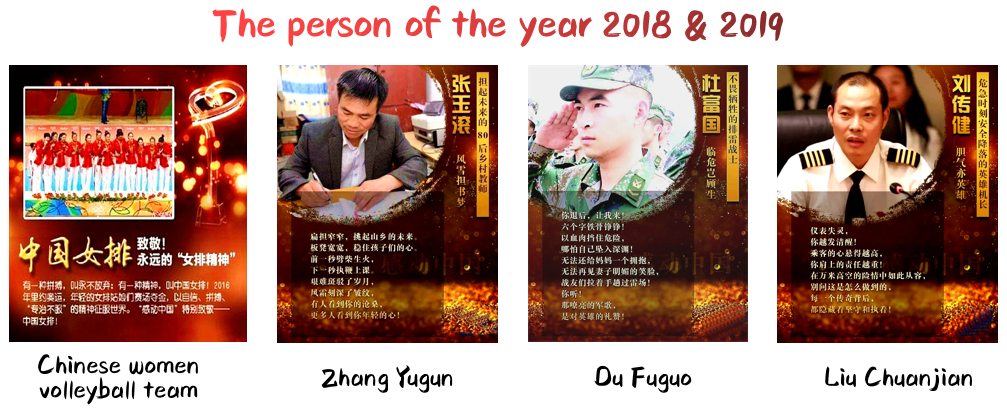 The person of the year 2018 & 2019
中国女排
致敬!
永远的“女排精神”
有一种拼搏,叫永不放弃;有一种精神,叫中国女排!2016
年里约奥运,年轻的女排姑娘们赛场夺金,以自信、拼搏、
“专治不服”的精神征服世界。“感动中国”特别致敬——
中国女排!
Chinese women
volleyball team
担起未来的80后乡村教师
张玉滚
风雪担书梦
扁担窄窄,挑起山乡的未来。
板凳宽宽,稳住孩子们的心。
前一秒劈柴生火,
下一秒执鞭上课。
艰难斑驳了岁月,
风霜刻深了皱纹,
有人看到你的沧桑,
更多人看到你年轻的心!
Zhang Yugun
不畏牺牲的排雷战士
杜富国
临危岂顾生
你退后,让我来!
六个字铁骨铮铮!
以血肉挡住危险,
哪怕自己坠入深渊!
无法还给妈妈一个拥抱,
无法再见妻子明媚的笑脸,
战友们拉着手趟过雷场!
你听!
那嘹亮的军歌,
是对英雄的礼赞!
Du Fuguo
危急时刻安全降落的英雄机长
刘传健
胆气亦英雄
仪表失灵,
你越发清醒!
乘客的心悬得越高,
你肩上的责任越重!
在万米高空的险情中如此从容,
别问这是怎么做到的,
每一个传奇背后,
都隐藏着坚守和执着!
Liu Chuanjian